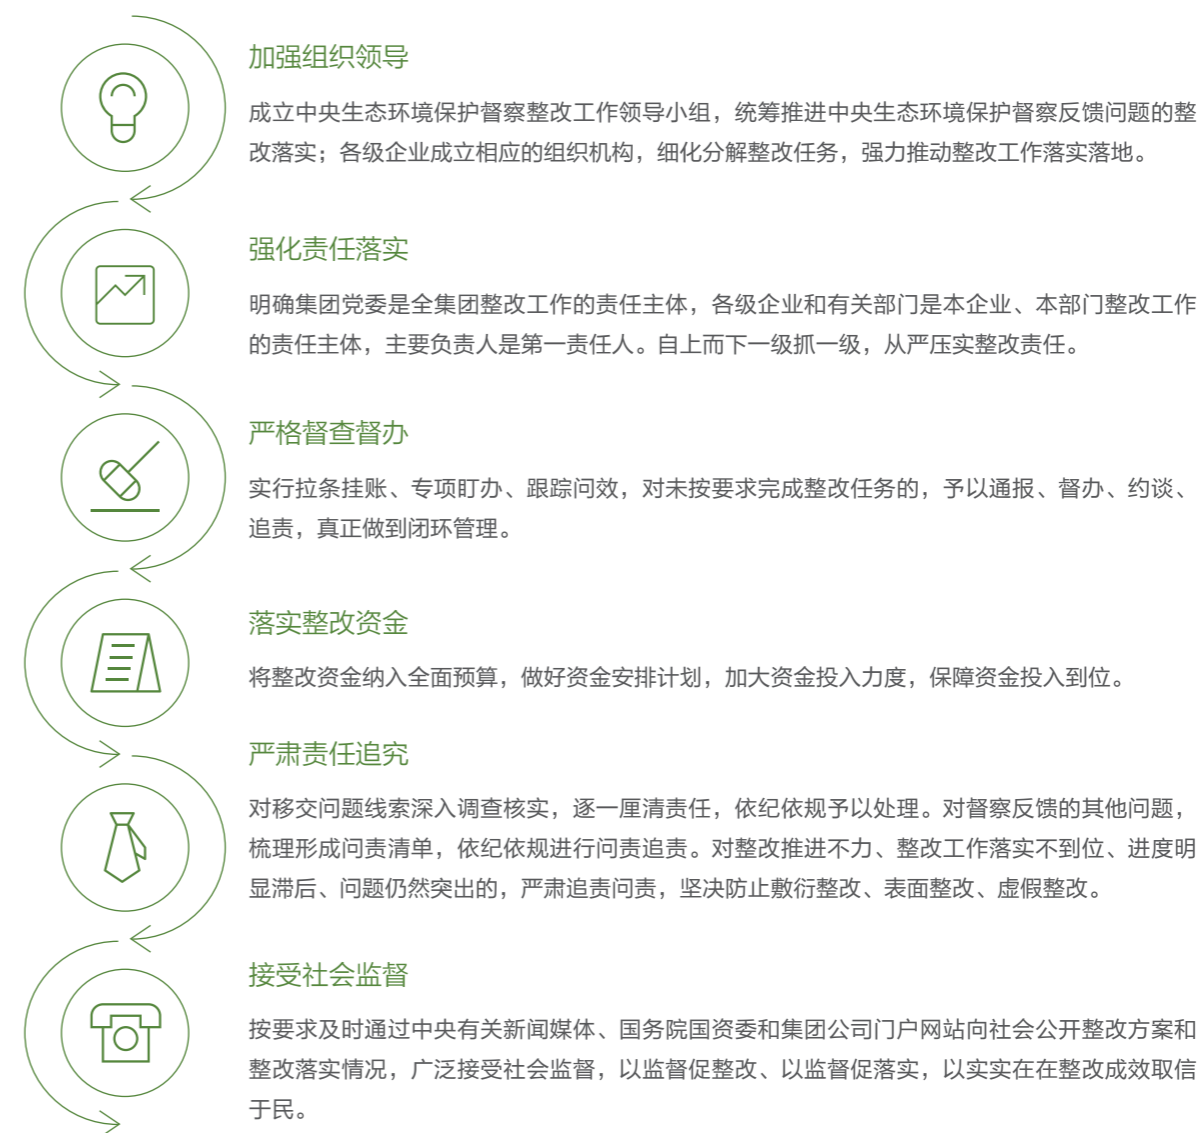 加强组织领导
成立中央生态环境保护督察整改工作领导小组，统筹推进中央生态环境保护督察反馈问题的整
改落实；各级企业成立相应的组织机构，细化分解整改任务，强力推动整改工作落实落地。
强化责任落实
明确集团党委是全集团整改工作的责任主体，各级企业和有关部门是本企业、本部门整改工作
的责任主体，主要负责人是第一责任人。自上而下一级抓一级，从严压实整改责任。
严格督查督办
实行拉条挂账、专项盯办、跟踪问效，对未按要求完成整改任务的，予以通报、督办、约谈、
追责，真正做到闭环管理。
落实整改资金
将整改资金纳入全面预算，做好资金安排计划，加大资金投入力度，保障资金投入到位。
严肃责任追究
对移交问题线索深入调查核实，逐一厘清责任，依纪依规予以处理。对督察反馈的其他问题，
梳理形成问责清单，依纪依规进行问责追责。对整改推进不力、整改工作落实不到位、进度明
显滞后、问题仍然突出的，严肃追责问责，坚决防止敷衍整改、表面整改、虚假整改。
接受社会监督
按要求及时通过中央有关新闻媒体、国务院国资委和集团公司门户网站向社会公开整改方案和
整改落实情况，广泛接受社会监督，以监督促整改、以监督促落实，以实实在在整改成效取信
于民。